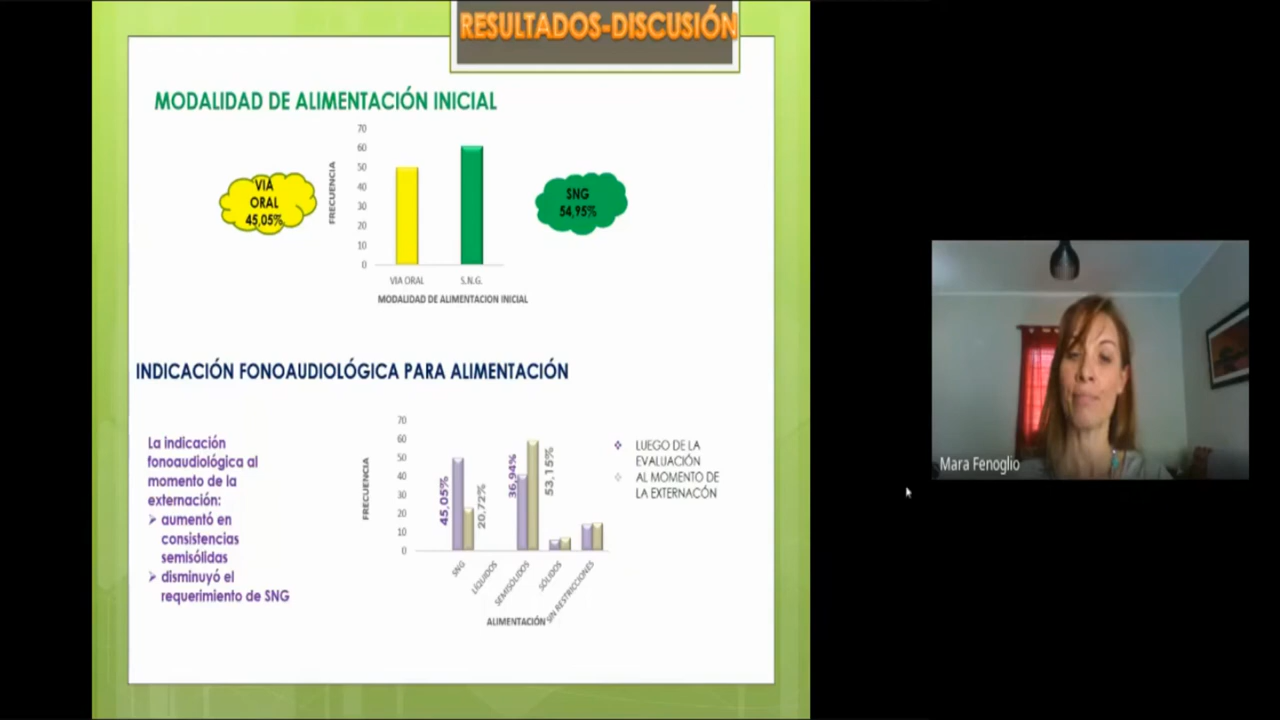 RESULTADOS-DISCUSIÓN
MODALIDAD DE ALIMENTACIÓN INICIAL
VIA
ORAL
45,05%
FRECUENCIA
70
60
50
40
30
20
10
0
VIA ORAL
S.N.G.
MODALIDAD DE ALIMENTACION INICIAL
SNG
54,95%
INDICACIÓN FONOAUDIOLÓGICA PARA ALIMENTACIÓN
La indicación
fonoaudiológica al
momento de la
externación:
aumentó en
consistencias
semisólidas
disminuyó el
requerimiento de SNG
FRECUENCIA
70
60
50
40
30
20
10
0
45,05%
20,72%
36,94%
53,15%
SNG
LÍQUIDOS
SEMISÓLIDOS
SÓLIDOS
SIN RESTRICCIONES
ALIMENTACIÓN
LUEGO DE LA
EVALUACIÓN
AL MOMENTO DE
LA EXTERNACÓN
Mara Fenoglio